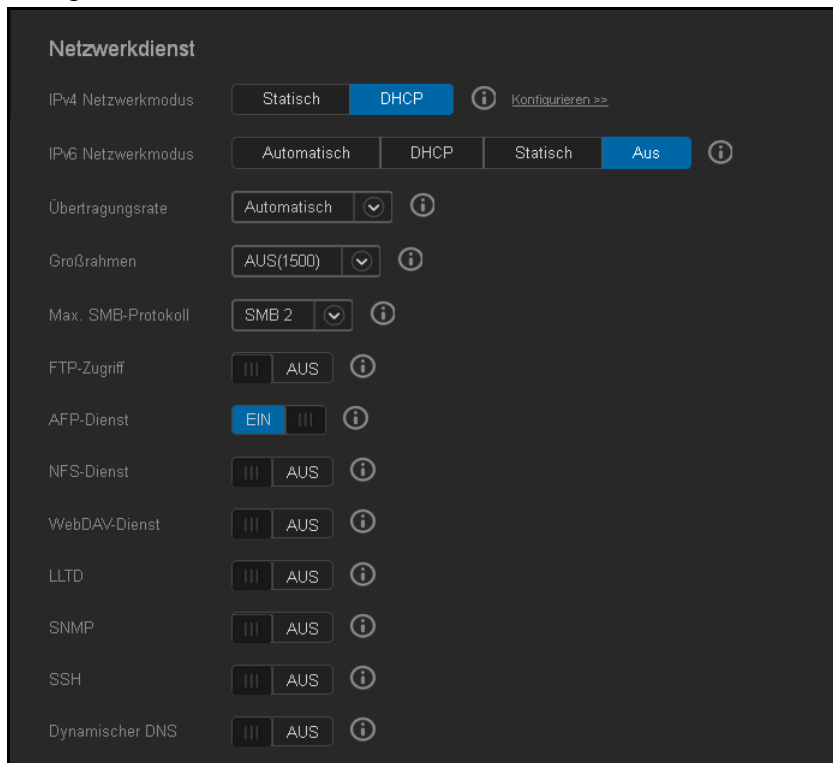 Netzwerkdienst
IPv4 Netzwerkmodus Statisch DHCP Konfigurieren >>
IPv6 Netzwerkmodus Automatisch DHCP Statisch Aus
Übertragungsrate Automatisch
Großrahmen AUS(1500)
Max. SMB-Protokoll SMB 2
FTP-Zugriff AUS
AFP-Dienst EIN
NFS-Dienst AUS
WebDAV-Dienst AUS
LLTD AUS
SNMP AUS
SSH AUS
Dynamischer DNS AUS